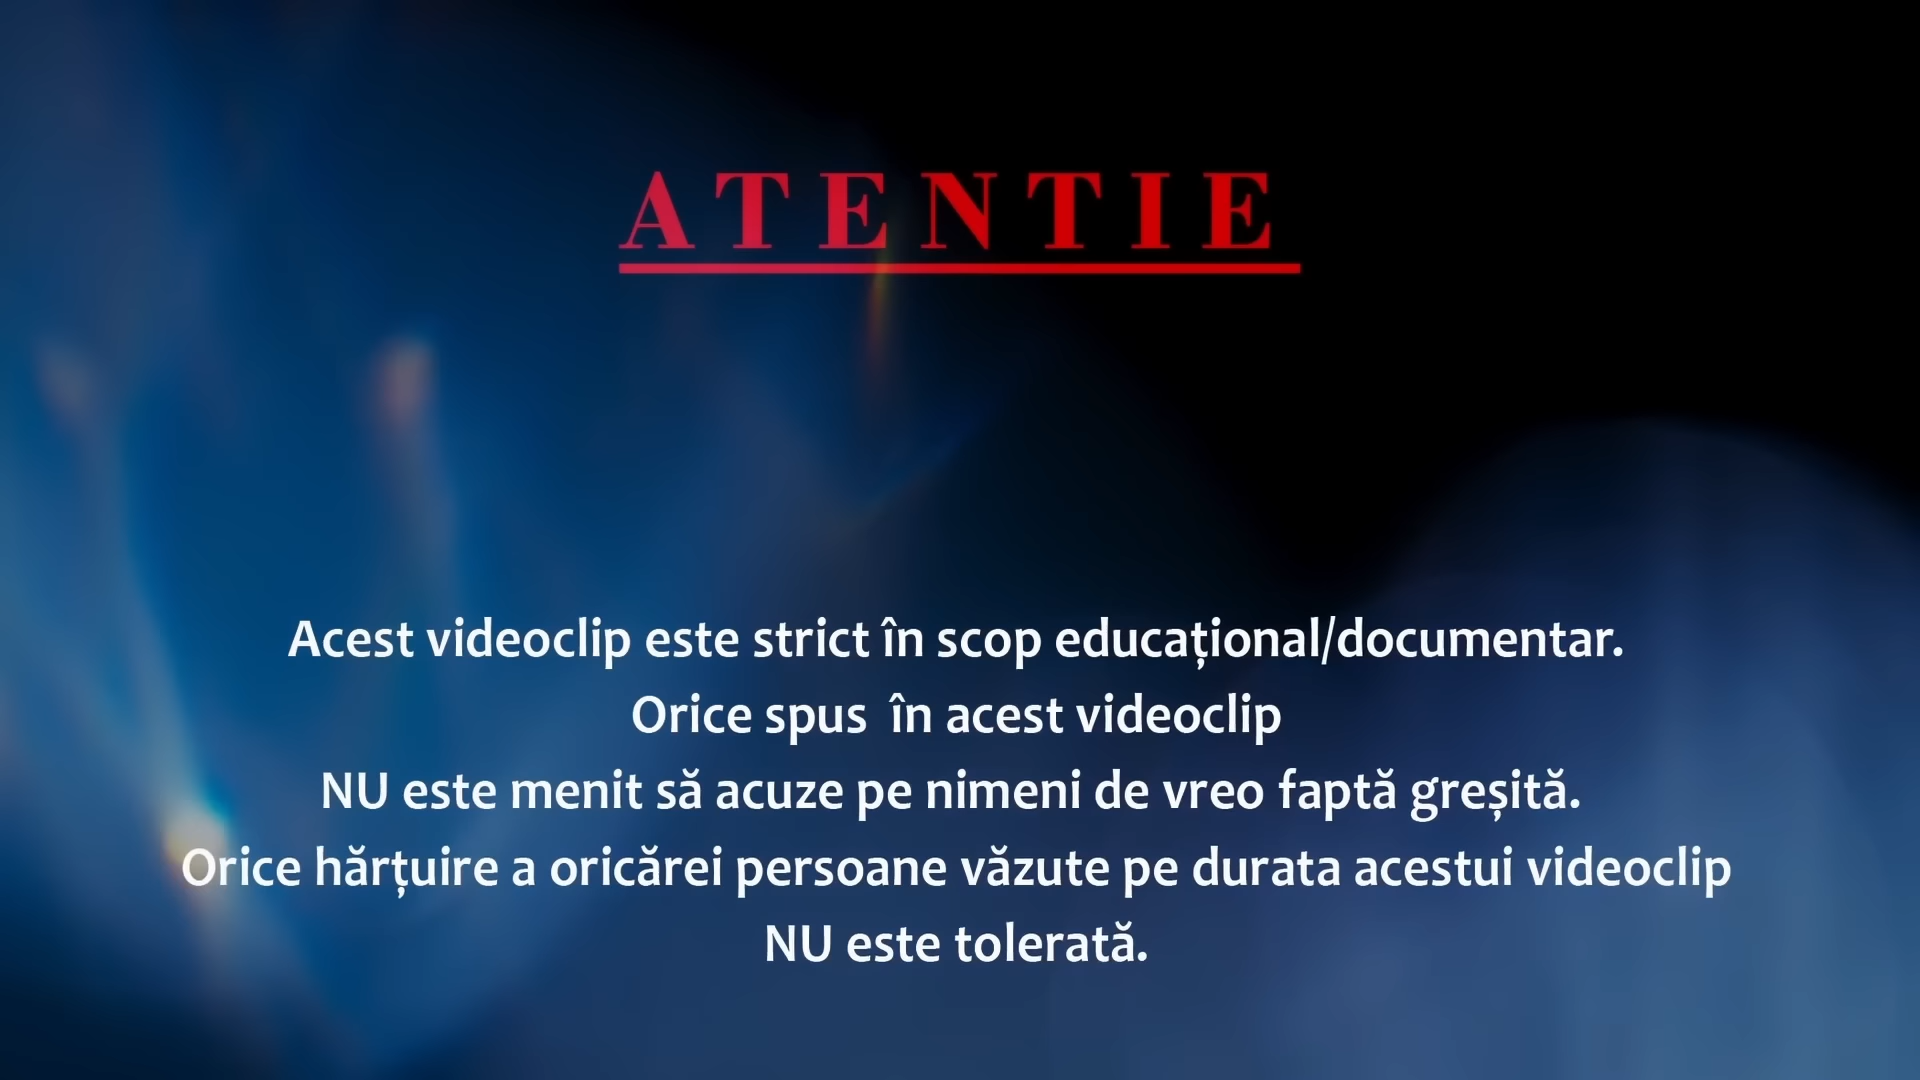 ATENTIE
Acest videoclip este strict în scop educațional/documentar.
Orice spus  în acest videoclip
NU este menit să acuze pe nimeni de vreo faptă greșită.
Orice hărțuire a oricărei persoane văzute pe durata acestui videoclip
NU este tolerată.